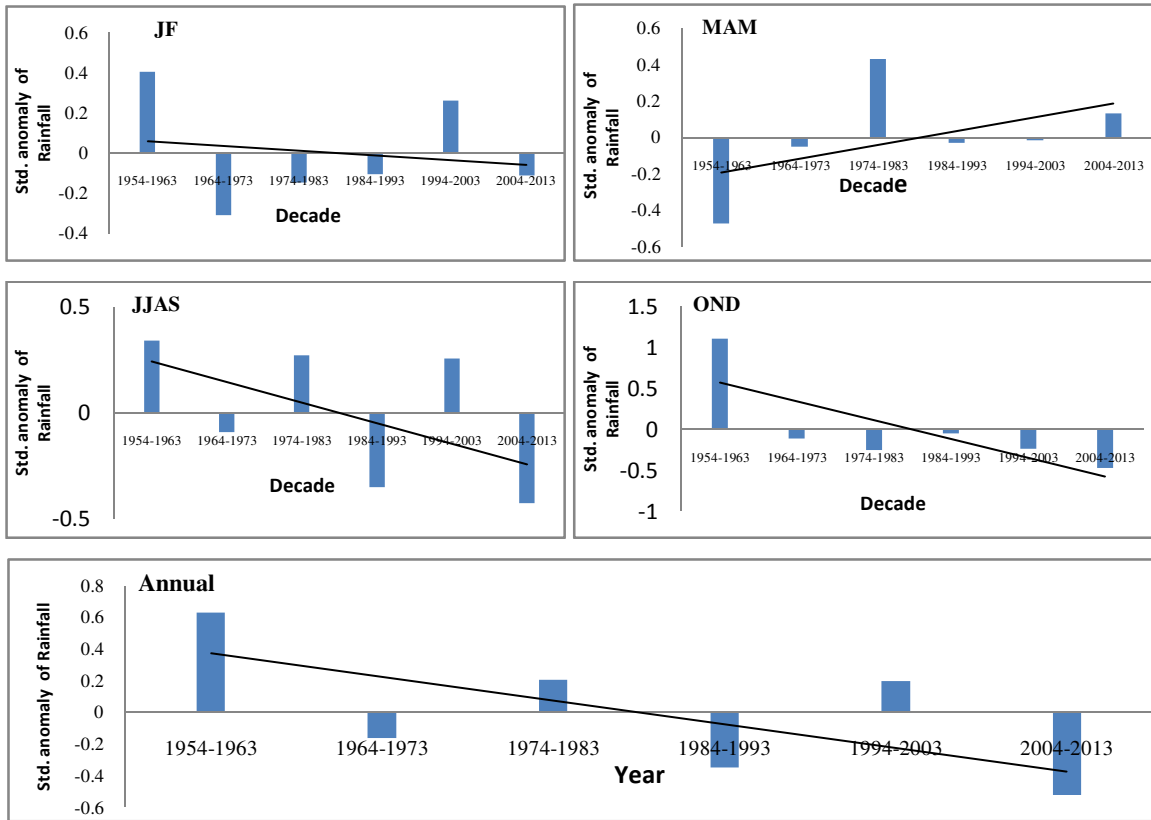 JF
Std. anomaly of
Rainfall
0.6
0.4
0.2
0
-0.2
-0.4
1954-1963 1964-1973 1974-1983 1984-1993 1994-2003 2004-2013
Decade
MAM
Std. anomaly of
Rainfall
0.6
0.4
0.2
0
-0.2
-0.4
-0.6
1954-1963 1964-1973 1974-1983 1984-1993 1994-2003 2004-2013
Decade
JJAS
Std. anomaly of
Rainfall
0.5
0
-0.5
1954-1963 1964-1973 1974-1983 1984-1993 1994-2003 2004-2013
Decade
OND
Std. anomaly of
Rainfall
1.5
1
0.5
0
-0.5
-1
1954-1963 1964-1973 1974-1983 1984-1993 1994-2003 2004-2013
Decade
Annual
Std. anomaly of Rainfall
0.8
0.6
0.4
0.2
0
-0.2
-0.4
-0.6
1954-1963 1964-1973 1974-1983 1984-1993 1994-2003 2004-2013
Year